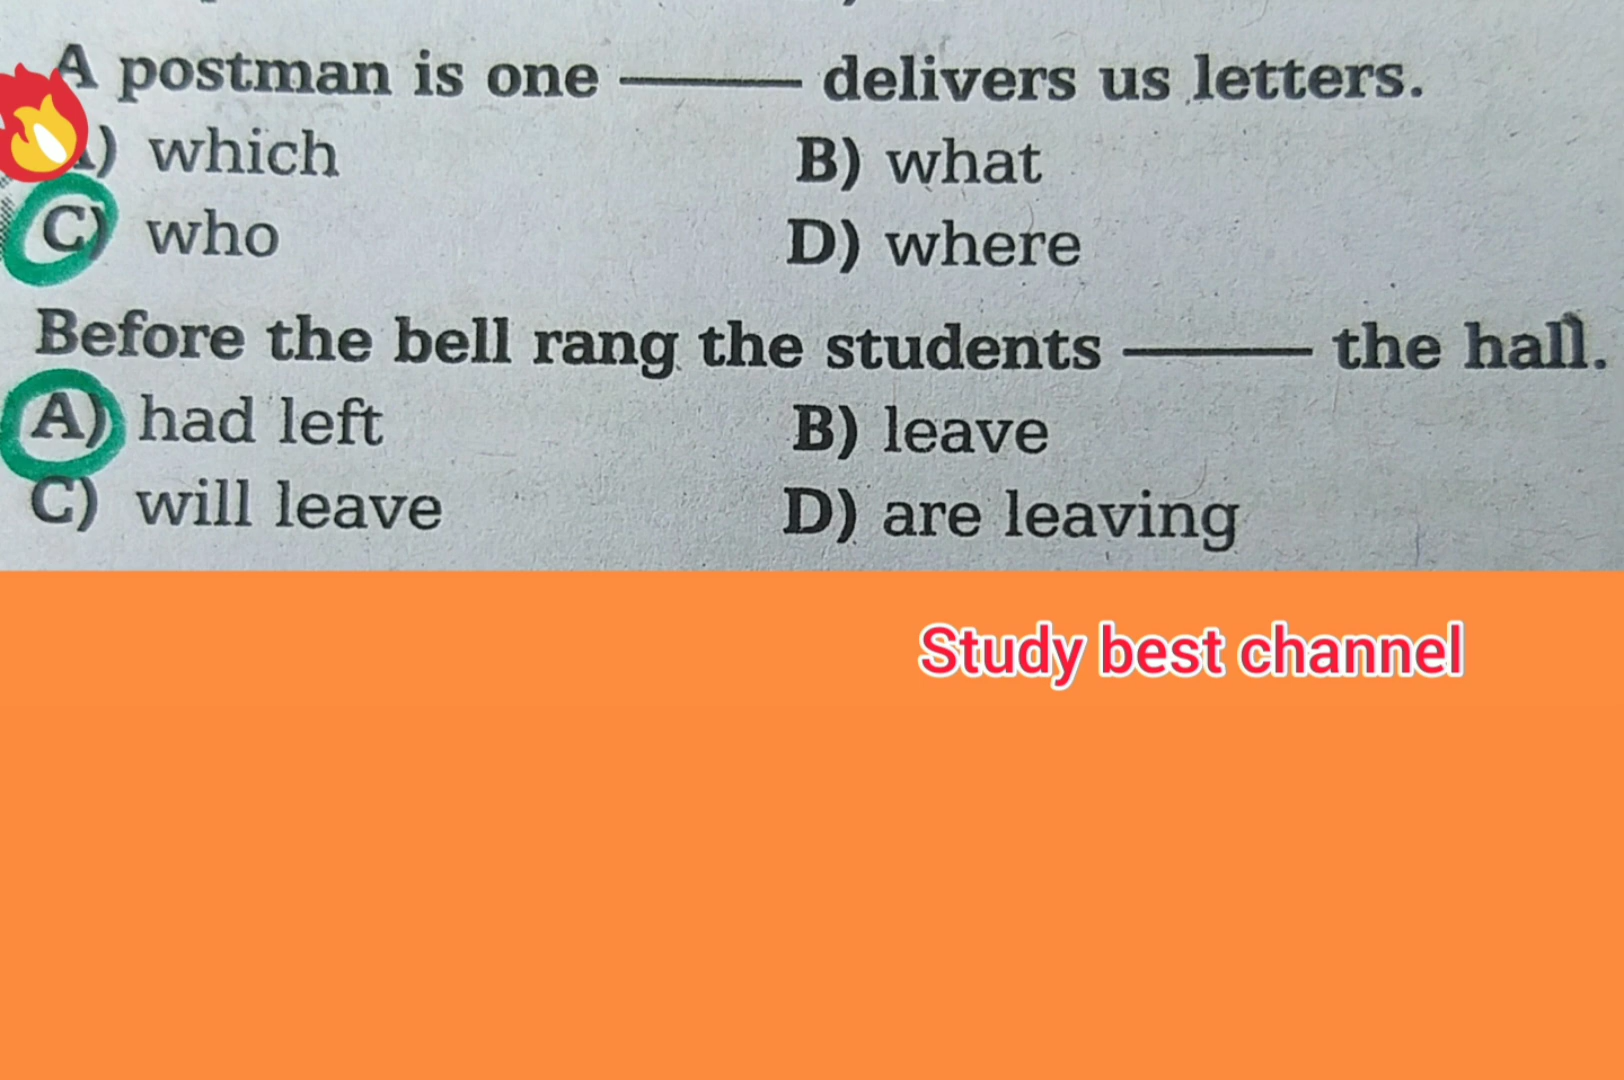 A postman is one ——— delivers us letters.
A) which B) what
C) who D) where
Before the bell rang the students ——— the hall.
A) had left B) leave
C) will leave D) are leaving
Study best channel